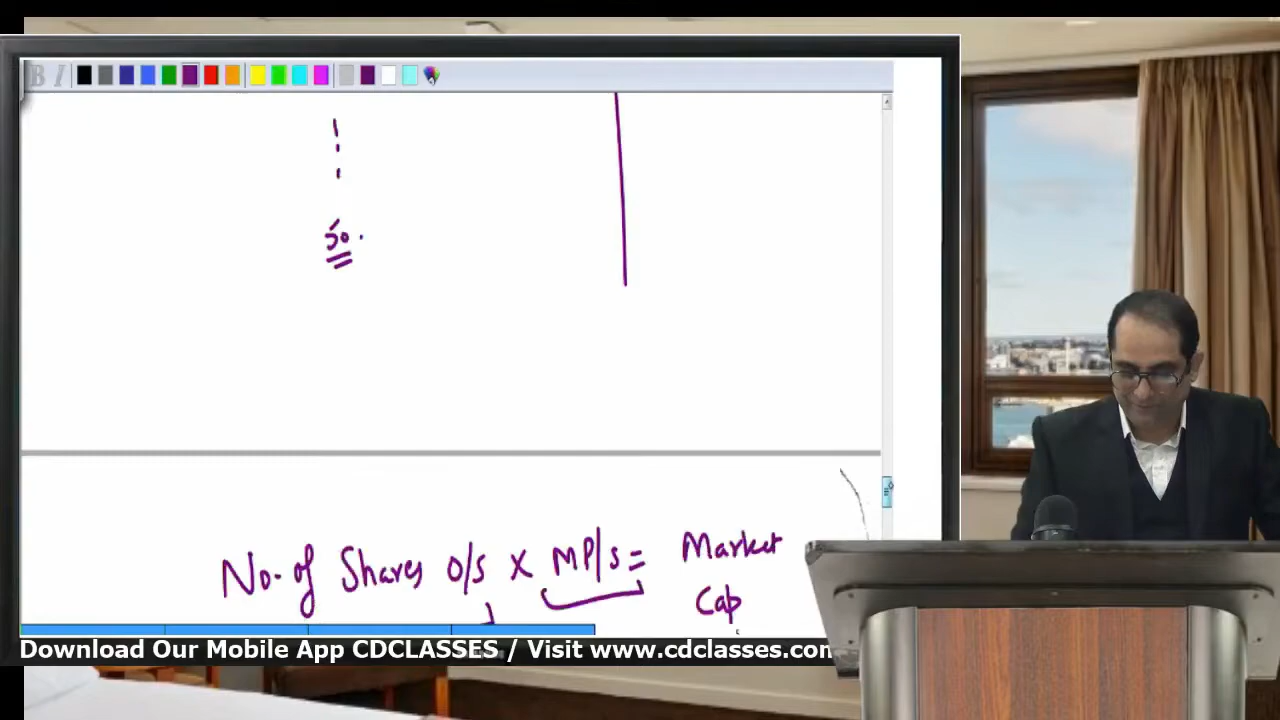 B I
50.
No. of Shares o/s x MP/s = Market
Cap
Download Our Mobile App CDCLASSES / Visit www.cdclasses.com